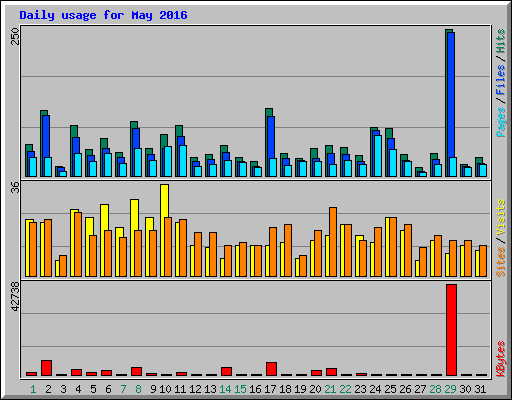 Daily usage for May 2016
250
Pages / Files / Hits
36
Sites / Visits
42738
KBytes
1 2 3 4 5 6 7 8 9 10 11 12 13 14 15 16 17 18 19 20 21 22 23 24 25 26 27 28 29 30 31